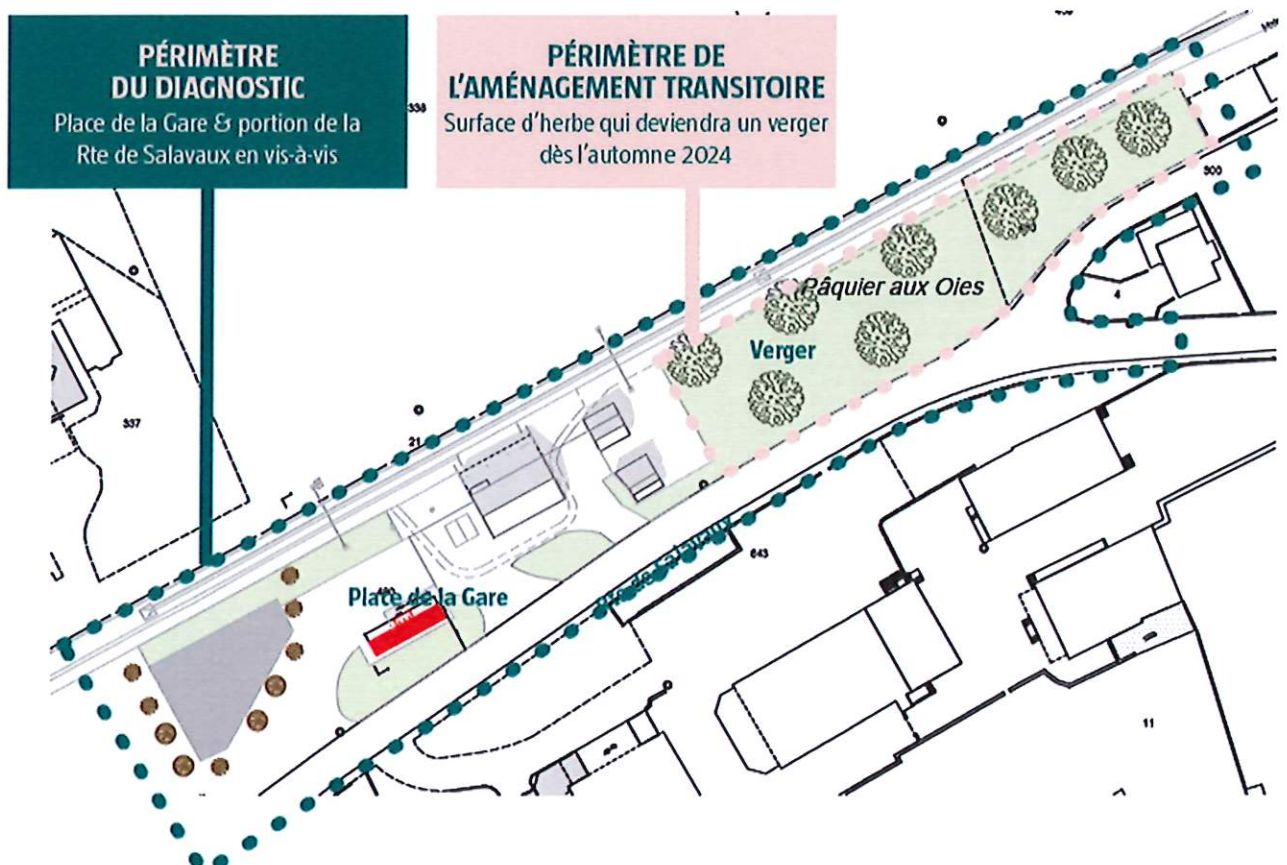 PÉRIMÈTRE
DU DIAGNOSTIC
Place de la Gare & portion de la
Rte de Salavaux en vis-à-vis
PÉRIMÈTRE DE
L'AMÉNAGEMENT TRANSITOIRE
Surface d'herbe qui deviendra un verger
dès l'automne 2024
338
300
4
Pâquier aux Oies
Verger
337
21
643
Place de la Gare
11